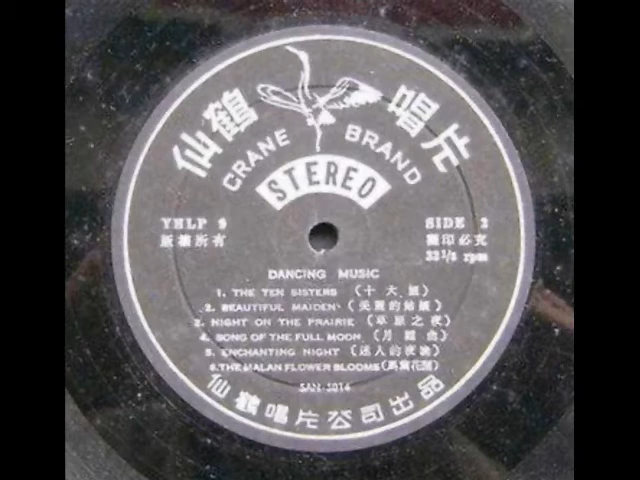 仙鶴 唱片
CRANE BRAND
STEREO
YHLP 9 SIDE 2
版權所有 翻印必究
33⅓ rpm
DANCING MUSIC
1. THE TEN SISTERS (十大姐)
2. BEAUTIFUL MAIDEN (美麗的姑娘)
3. NIGHT ON THE PRAIRIE (草原之夜)
4. SONG OF THE FULL MOON (月圓曲)
5. ENCHANTING NIGHT (迷人的夜晚)
6. THE MALAN FLOWER BLOOMS (馬蘭花開)
SAN 5014
仙鶴唱片公司出品